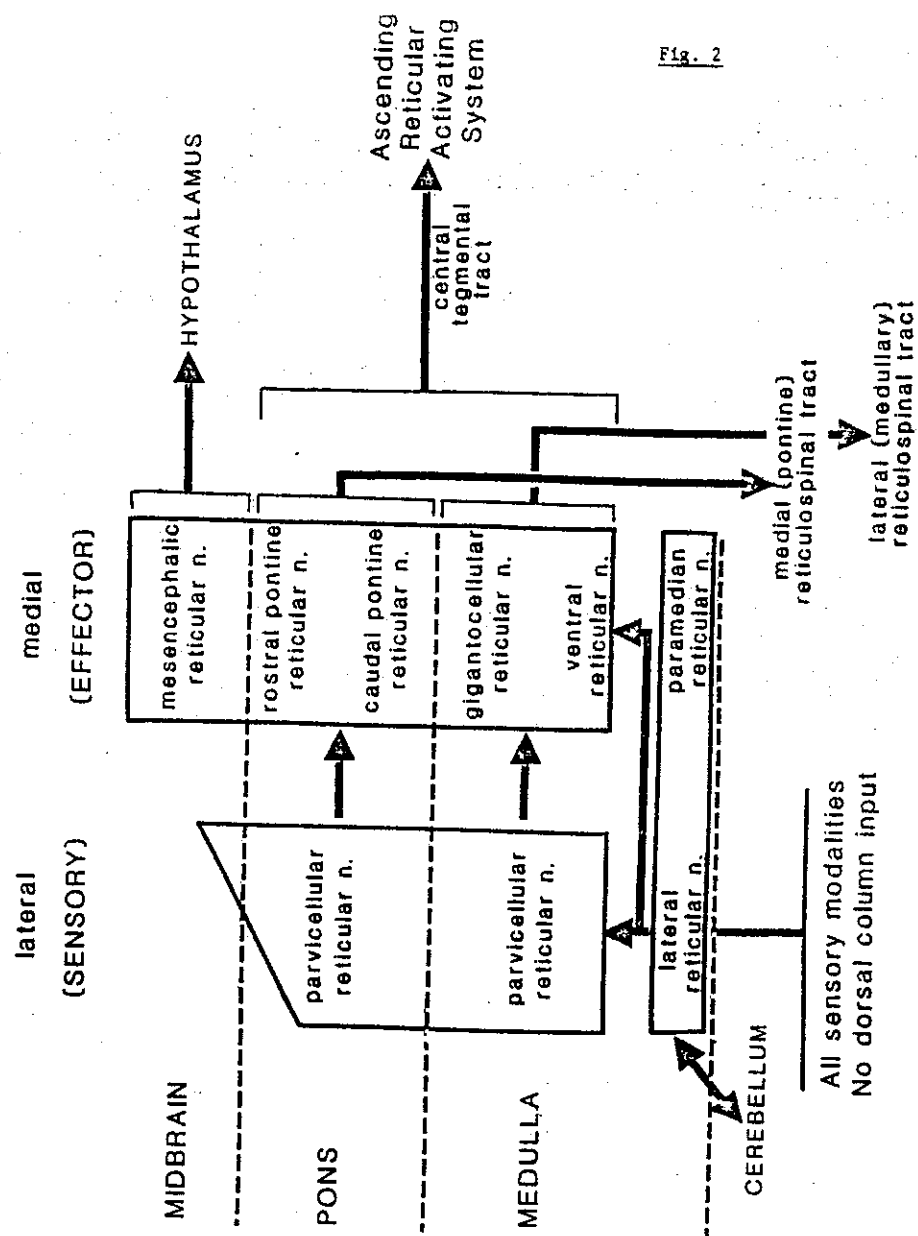 lateral
(SENSORY)
medial
(EFFECTOR)
MIDBRAIN
PONS
MEDULLA
mesencephalic
reticular n.
HYPOTHALAMUS
parvicellular
reticular n.
rostral pontine
reticular n.
caudal pontine
reticular n.
parvicellular
reticular n.
gigantocellular
reticular n.
ventral
reticular n.
lateral
reticular n.
paramedian
reticular n.
Ascending
Reticular
Activating
System
central
tegmental
tract
CEREBELLUM
All sensory modalities
No dorsal column input
medial (pontine)
reticulospinal tract
lateral (medullary)
reticulospinal tract
Fig. 2